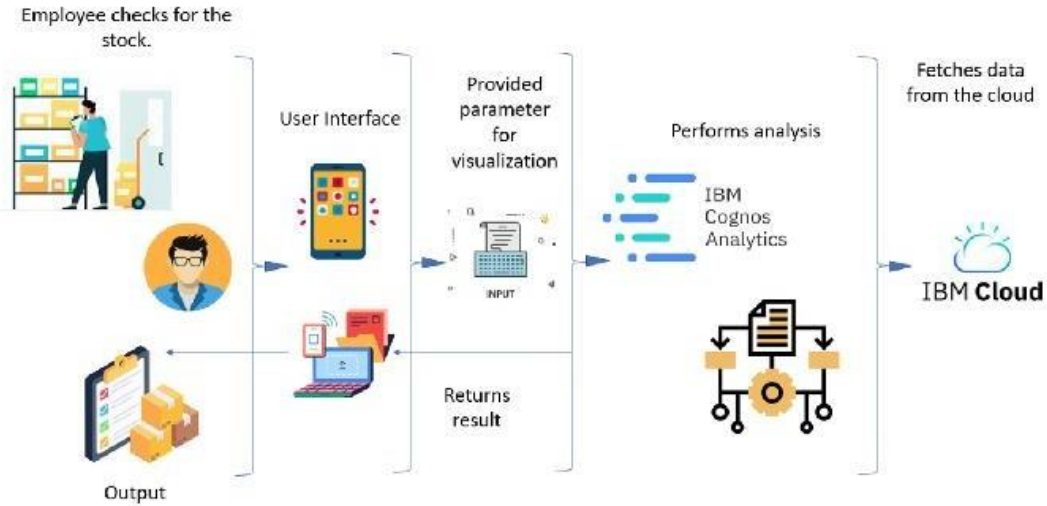 Employee checks for the
stock.
User Interface
Provided
parameter
for
visualization
INPUT
Performs analysis
IBM
Cognos
Analytics
Fetches data
from the cloud
IBM Cloud
Returns
result
Output